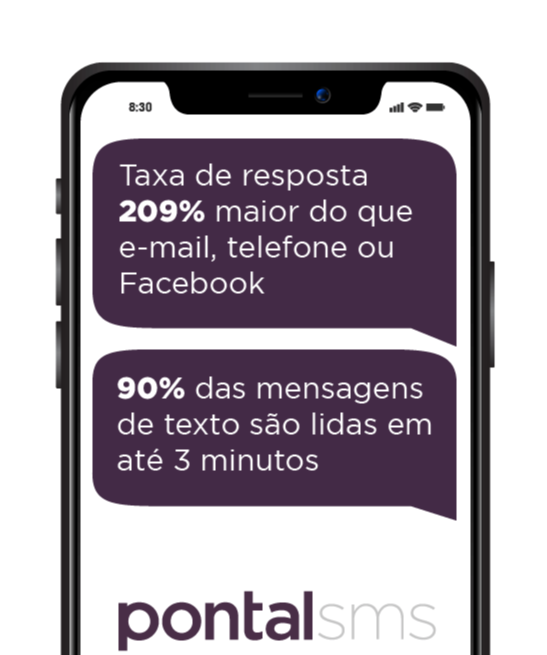 8:30
Taxa de resposta
209% maior do que
e-mail, telefone ou
Facebook
90% das mensagens
de texto são lidas em
até 3 minutos
pontalsms